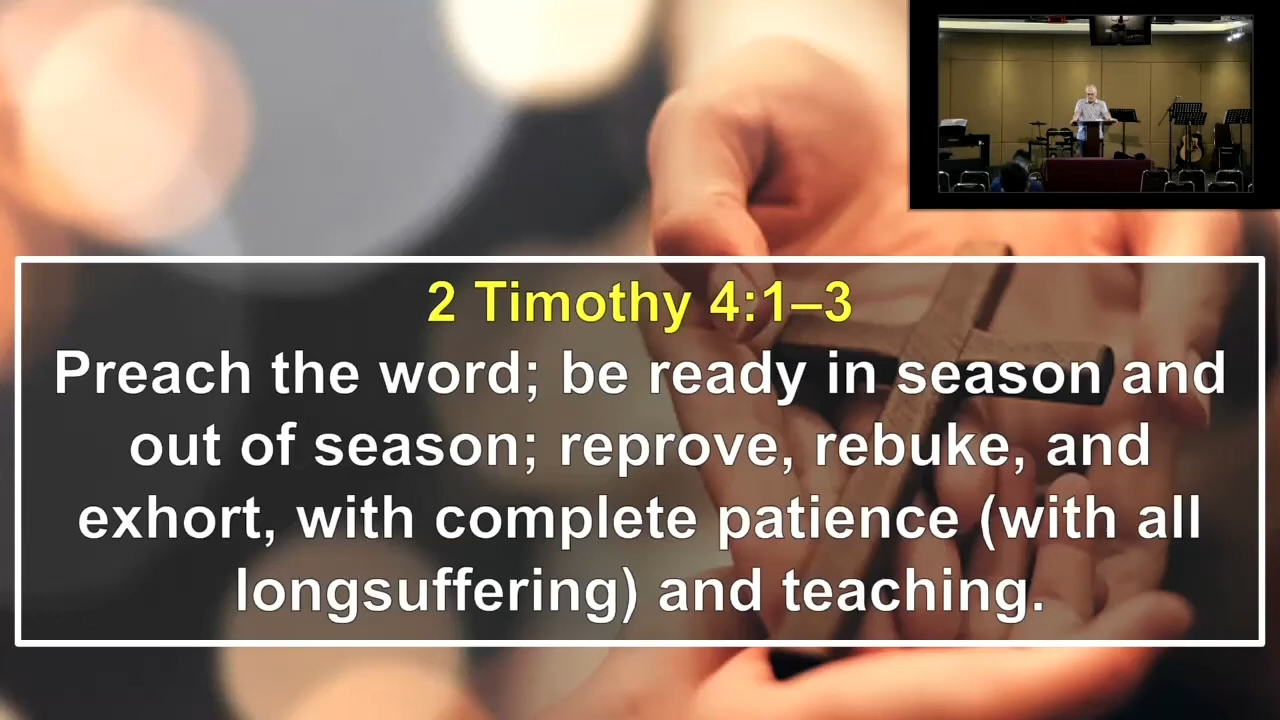 2 Timothy 4:1–3
Preach the word; be ready in season and
out of season; reprove, rebuke, and
exhort, with complete patience (with all
longsuffering) and teaching.